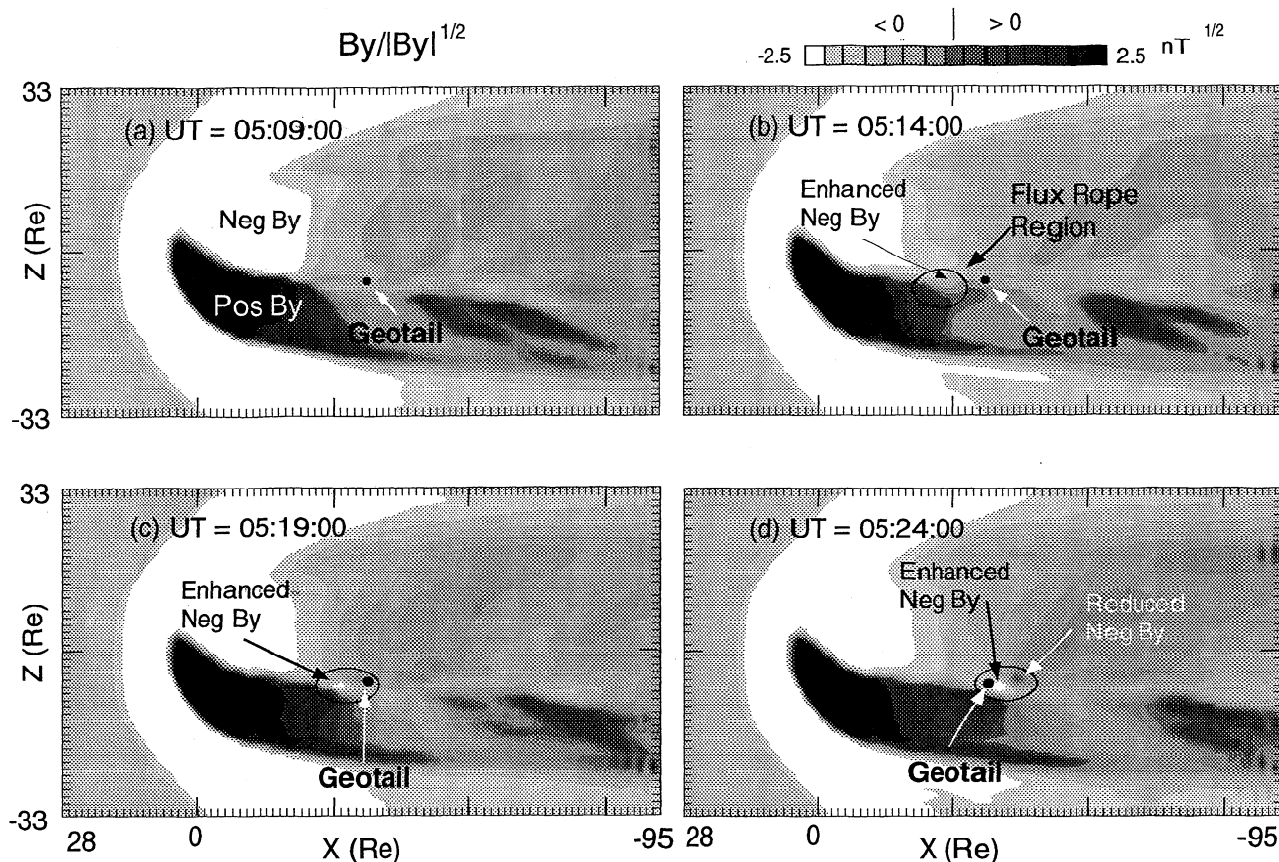 By/|By|^1/2
< 0 | > 0
-2.5 2.5 nT^1/2
33
Z (Re)
-33
(a) UT = 05:09:00
Neg By
Pos By
Geotail
(b) UT = 05:14:00
Enhanced
Neg By
Flux Rope
Region
Geotail
33
Z (Re)
-33
(c) UT = 05:19:00
Enhanced
Neg By
Geotail
(d) UT = 05:24:00
Enhanced
Neg By
Reduced
Neg By
Geotail
28 0 X (Re) -95
28 0 X (Re) -95